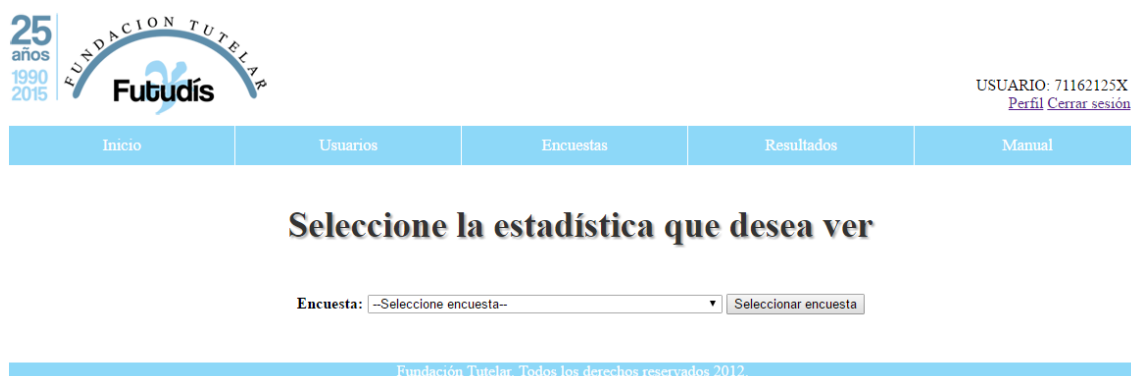 25
años
1990
2015
FUNDACION TUTELAR
Futudís
USUARIO: 71162125X
Perfil Cerrar sesión
Inicio Usuarios Encuestas Resultados Manual
Seleccione la estadística que desea ver
Encuesta: --Seleccione encuesta-- Seleccionar encuesta
Fundación Tutelar. Todos los derechos reservados 2012.